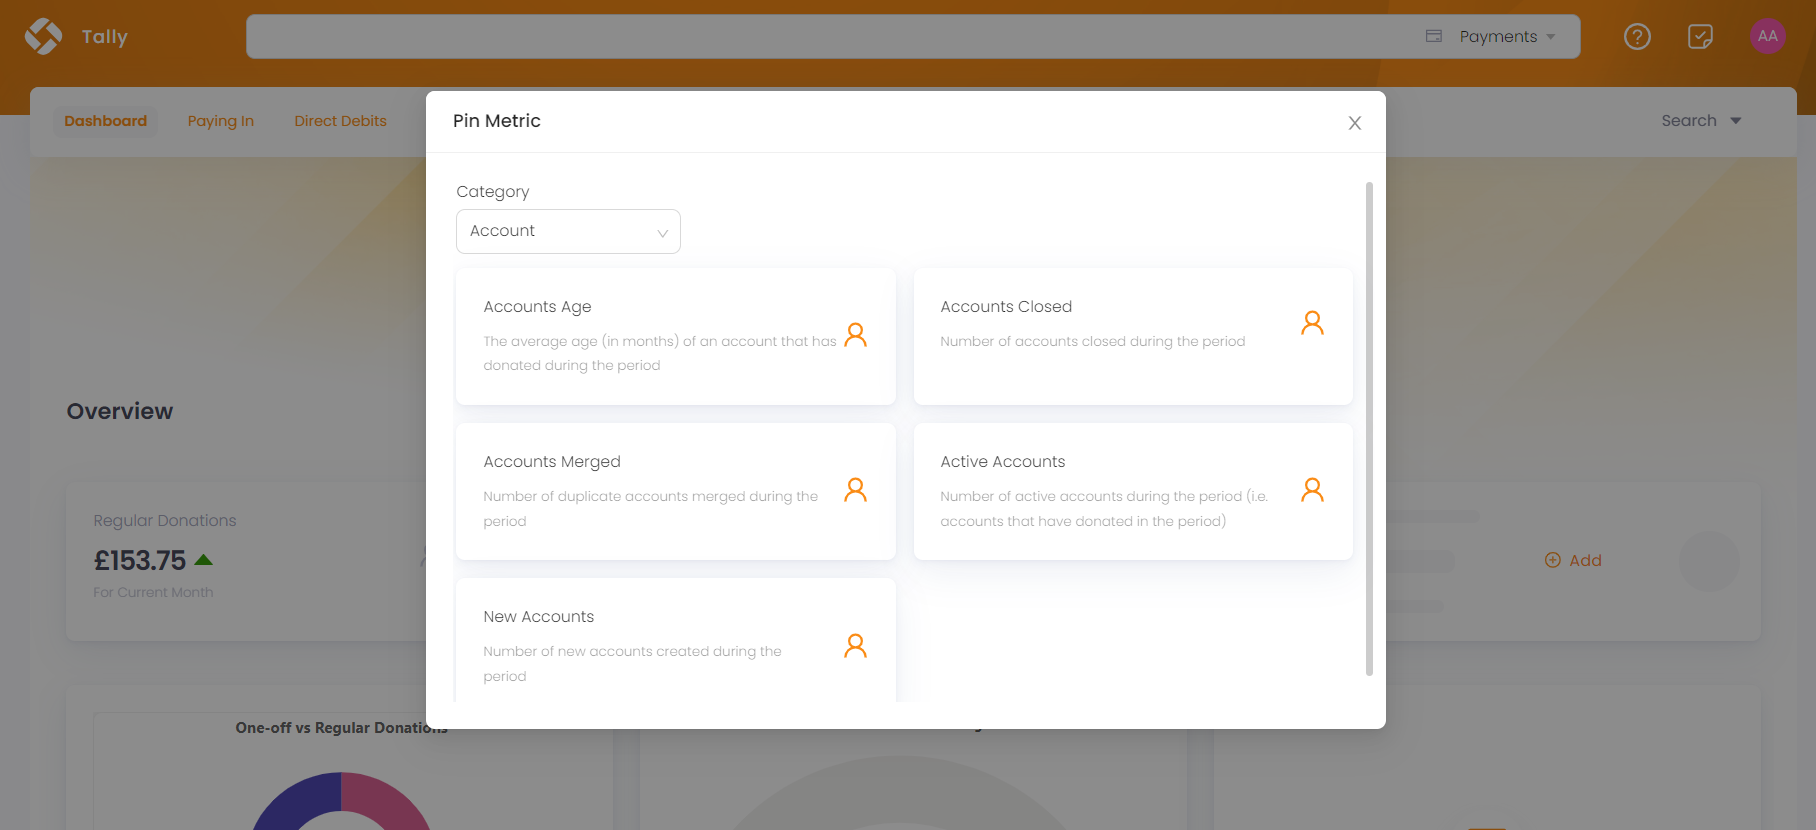 Tally
Payments
AA
Dashboard
Paying In
Direct Debits
Search
Pin Metric
Category
Account
Accounts Age
The average age (in months) of an account that has
donated during the period
Accounts Closed
Number of accounts closed during the period
Accounts Merged
Number of duplicate accounts merged during the
period
Active Accounts
Number of active accounts during the period (i.e.
accounts that have donated in the period)
New Accounts
Number of new accounts created during the
period
Overview
Regular Donations
£153.75
For Current Month
Add
One-off vs Regular Donations